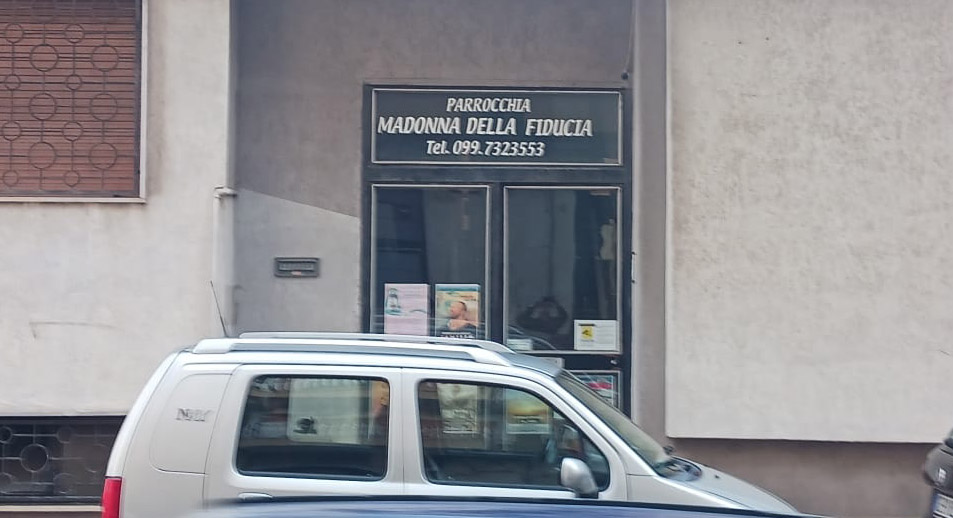 PARROCCHIA
MADONNA DELLA FIDUCIA
Tel. 099.7323553